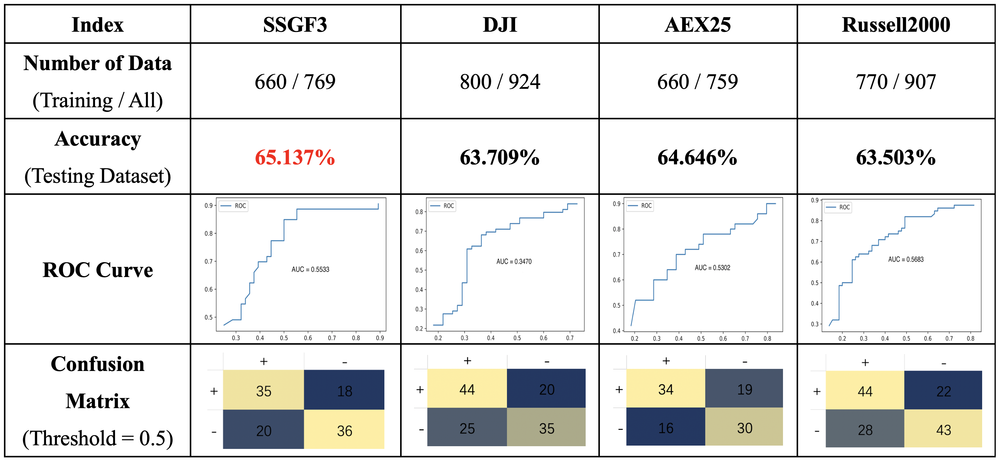 Index SSGF3 DJI AEX25 Russell2000
Number of Data
(Training / All)
660 / 769 800 / 924 660 / 759 770 / 907
Accuracy
(Testing Dataset)
65.137% 63.709% 64.646% 63.503%
ROC Curve
ROC
0.9
0.8
0.7
0.6
0.5
AUC = 0.5533
0.3 0.4 0.5 0.6 0.7 0.8 0.9
ROC
0.8
0.7
0.6
0.5
0.4
0.3
0.2
AUC = 0.3470
0.2 0.3 0.4 0.5 0.6 0.7
ROC
0.9
0.8
0.7
0.6
0.5
0.4
AUC = 0.5302
0.2 0.3 0.4 0.5 0.6 0.7 0.8
ROC
0.9
0.8
0.7
0.6
0.5
0.4
0.3
AUC = 0.5683
0.2 0.3 0.4 0.5 0.6 0.7 0.8
Confusion
Matrix
(Threshold = 0.5)
+ -
+ 35 18
- 20 36
+ -
+ 44 20
- 25 35
+ -
+ 34 19
- 16 30
+ -
+ 44 22
- 28 43